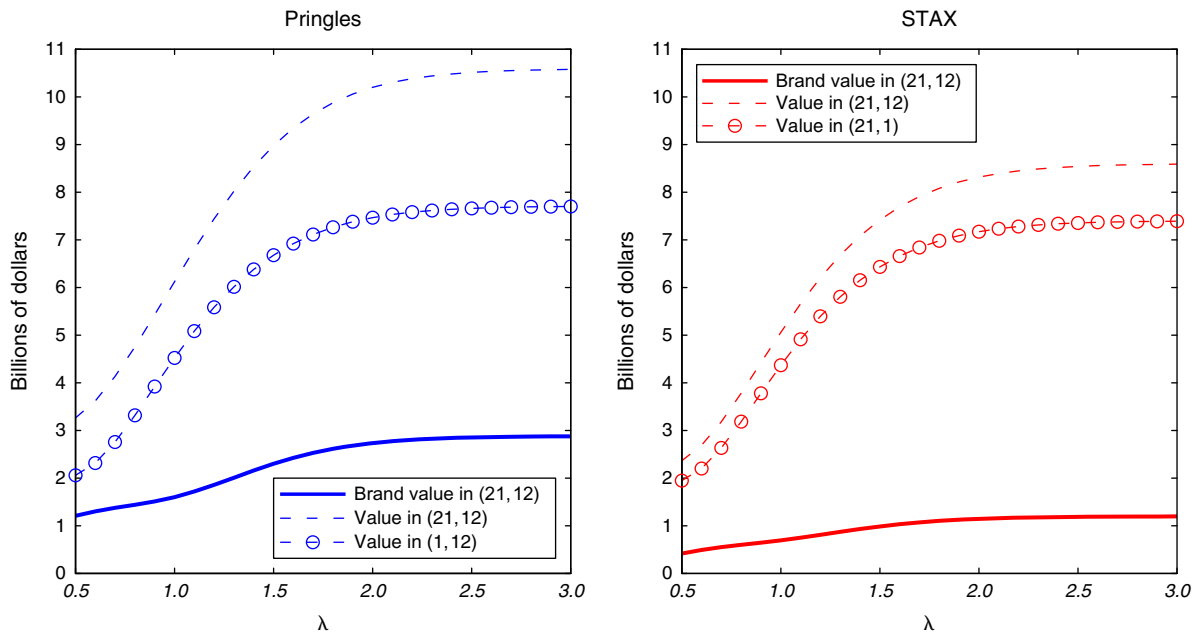 Pringles
11
10
9
8
7
6
5
4
3
2
1
0
Billions of dollars
0.5 1.0 1.5 2.0 2.5 3.0
λ
Brand value in (21, 12)
Value in (21, 12)
Value in (1, 12)
STAX
11
10
9
8
7
6
5
4
3
2
1
0
Billions of dollars
0.5 1.0 1.5 2.0 2.5 3.0
λ
Brand value in (21, 12)
Value in (21, 12)
Value in (21, 1)